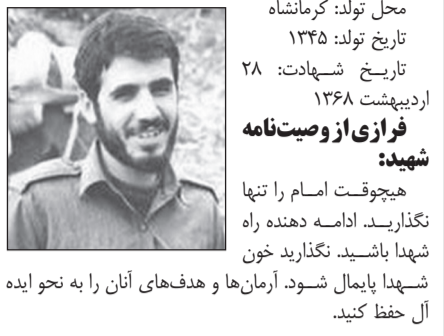 محل تولد: کرمانشاه
تاریخ تولد: ۱۳۴۵
تاریخ شهادت: ۲۸
اردیبهشت ۱۳۶۸
فرازی از وصیت‌نامه
شهید:
هیچوقت امام را تنها
نگذارید. ادامه دهنده راه
شهدا باشید. نگذارید خون
شهدا پایمال شود. آرمان‌ها و هدف‌های آنان را به نحو ایده
آل حفظ کنید.